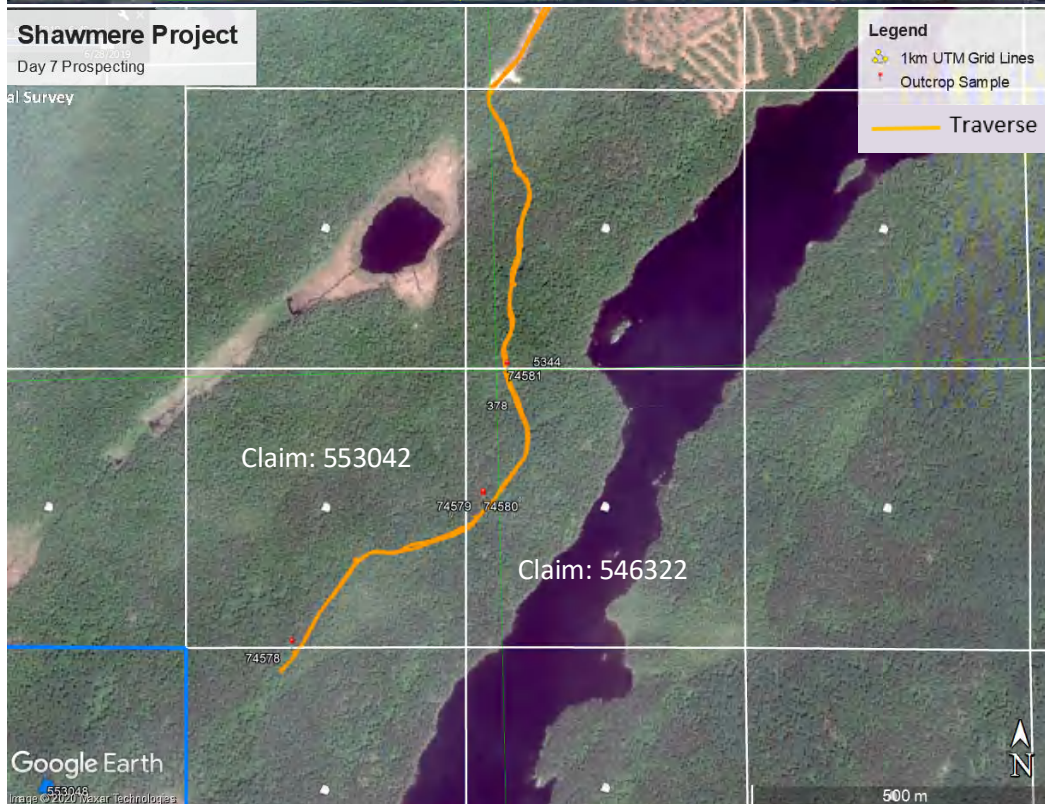 Shawmere Project
Day 7 Prospecting
al Survey
Legend
1km UTM Grid Lines
Outcrop Sample
Traverse
5344
74581
378
Claim: 553042
74579 74580
Claim: 546322
74578
Google Earth
553048
Image © 2020 Maxar Technologies
500 m
N